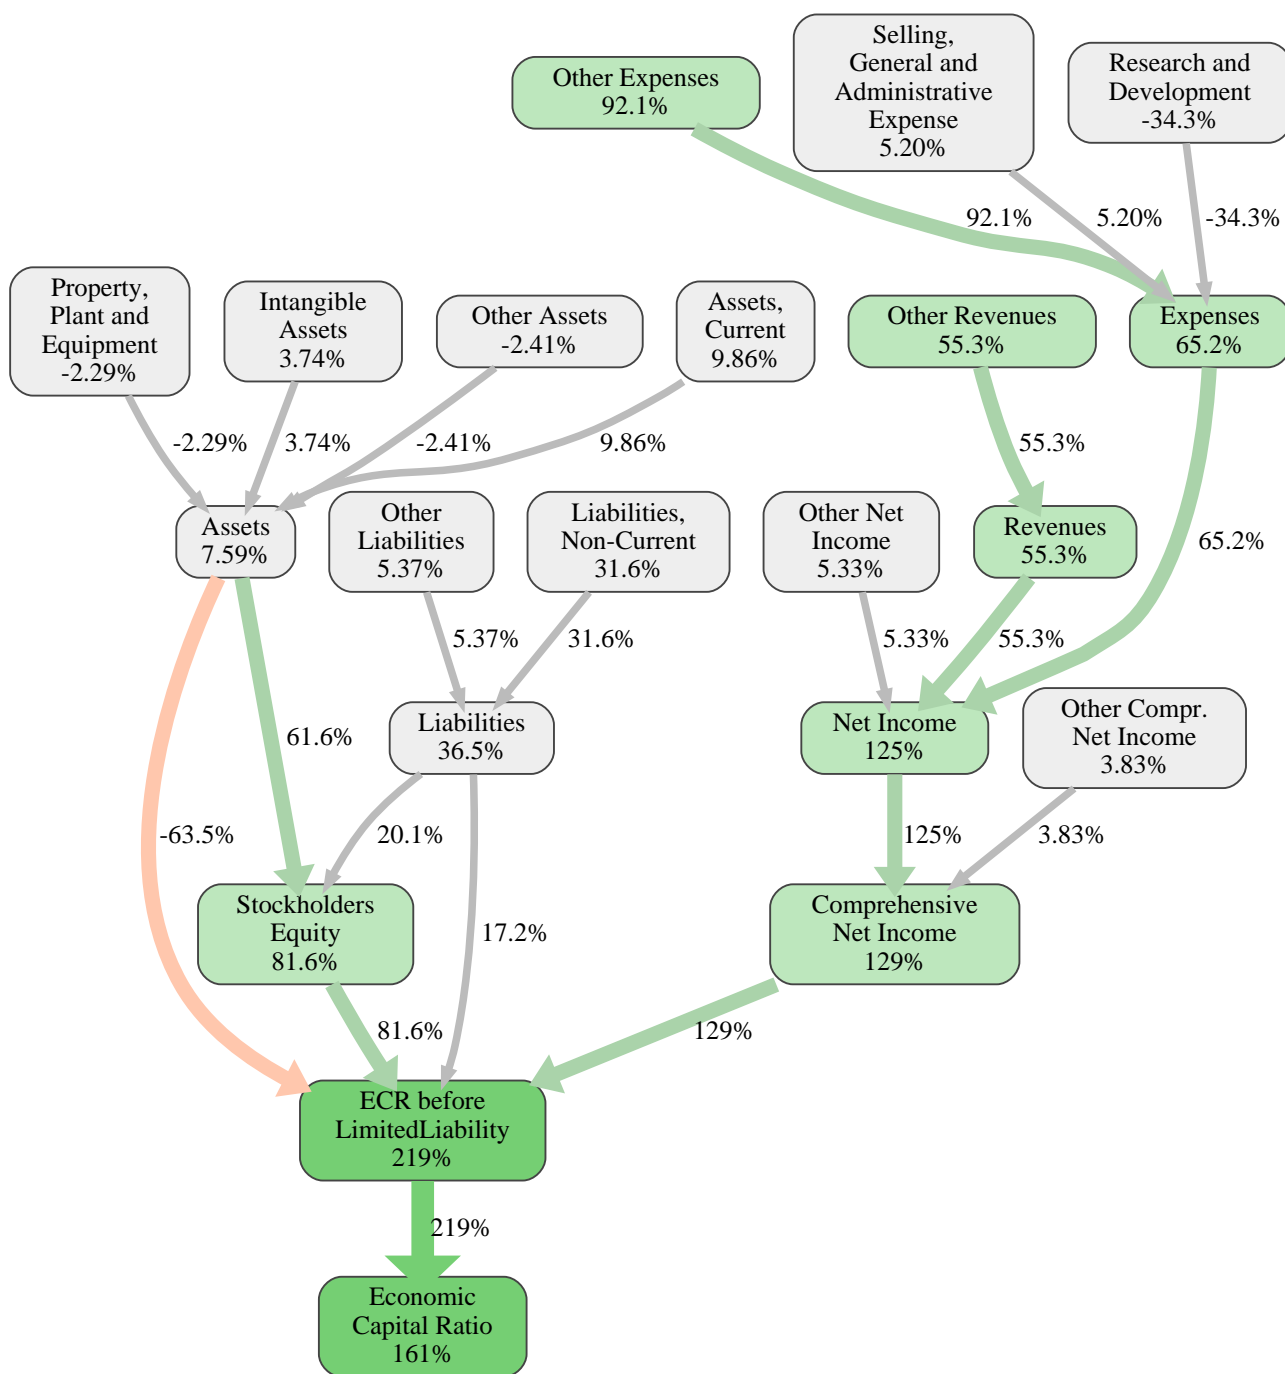 Selling,
General and
Administrative
Expense
5.20%
Other Expenses
92.1%
Research and
Development
-34.3%
92.1%
5.20%
-34.3%
Property,
Plant and
Equipment
-2.29%
Intangible
Assets
3.74%
Other Assets
-2.41%
Assets,
Current
9.86%
Other Revenues
55.3%
Expenses
65.2%
-2.29%
3.74%
-2.41%
9.86%
55.3%
Assets
7.59%
Other
Liabilities
5.37%
Liabilities,
Non-Current
31.6%
Other Net
Income
5.33%
Revenues
55.3%
65.2%
5.37%
31.6%
5.33%
55.3%
61.6%
Liabilities
36.5%
Net Income
125%
Other Compr.
Net Income
3.83%
-63.5%
20.1%
125%
3.83%
Stockholders
Equity
81.6%
17.2%
Comprehensive
Net Income
129%
81.6%
129%
ECR before
LimitedLiability
219%
219%
Economic
Capital Ratio
161%